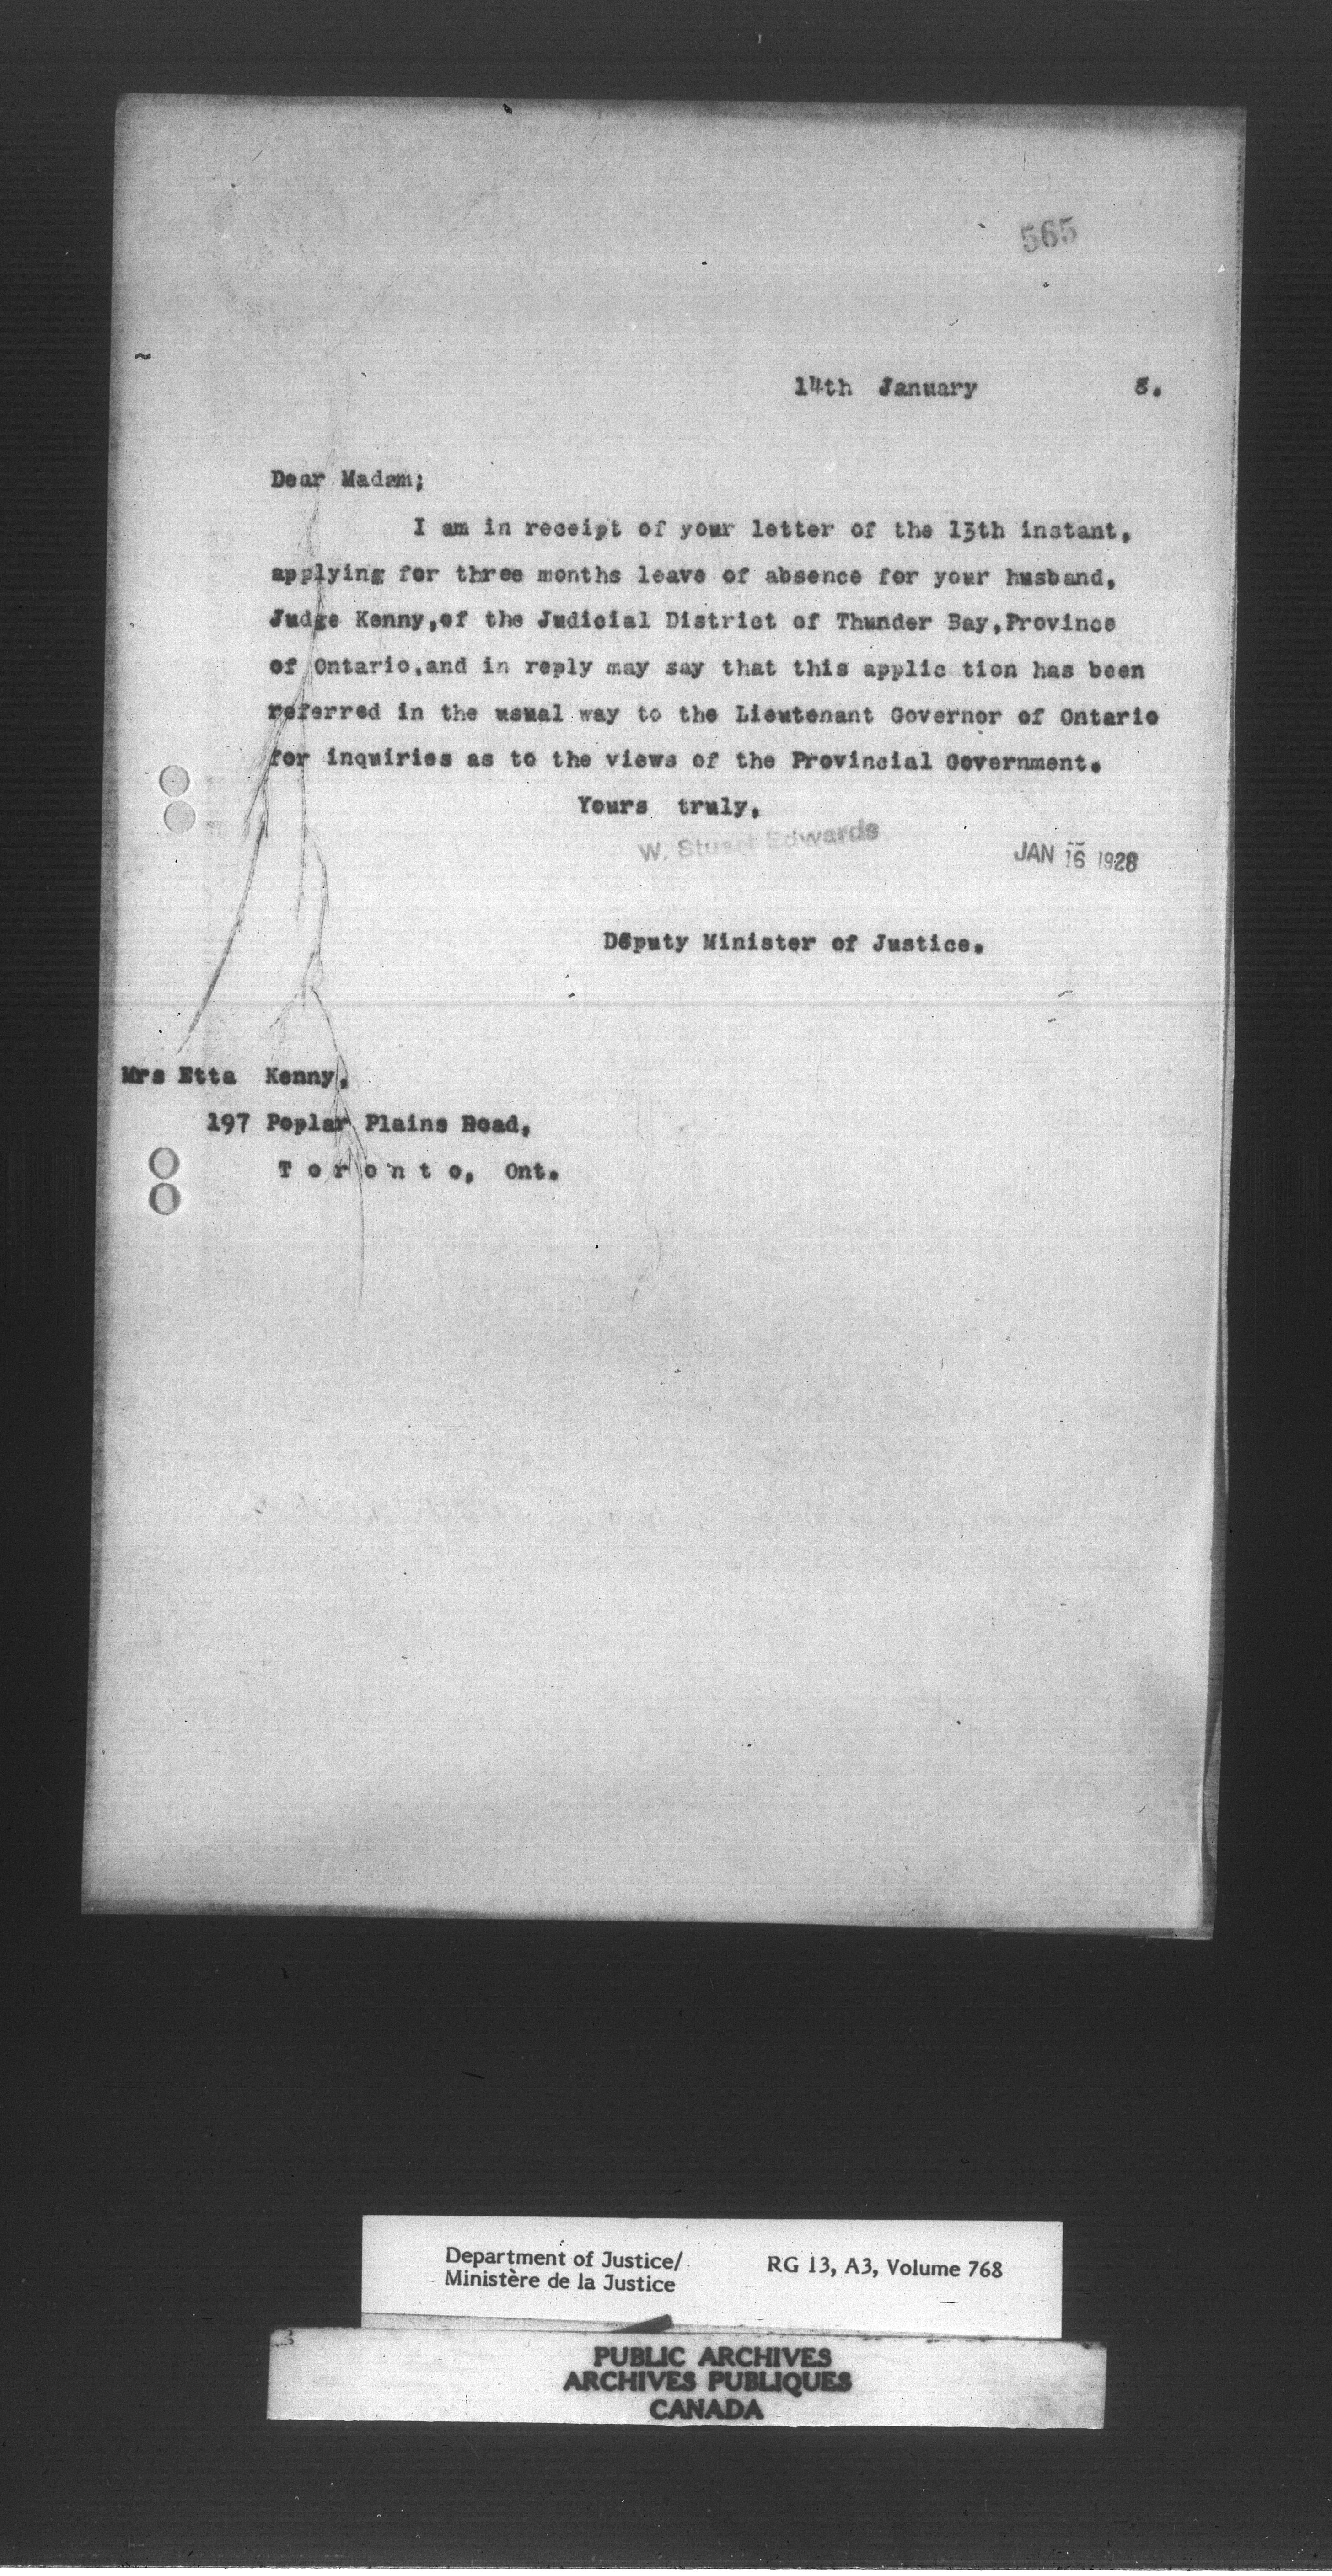 565
14th January 8.
Dear Madam;
I am in receipt of your letter of the 13th instant,
applying for three months leave of absence for your husband,
Judge Kenny,of the Judicial District of Thunder Bay,Province
of Ontario,and in reply may say that this applic tion has been
referred in the usual way to the Lieutenant Governor of Ontario
for inquiries as to the views of the Provincial Government.
Yours truly,
W. Stuart Edwards
JAN 16 1928
Deputy Minister of Justice.
Mrs Etta Kenny,
197 Poplar Plains Road,
T o r o n t o, Ont.
Department of Justice/ RG 13, A3, Volume 768
Ministère de la Justice
PUBLIC ARCHIVES
ARCHIVES PUBLIQUES
CANADA